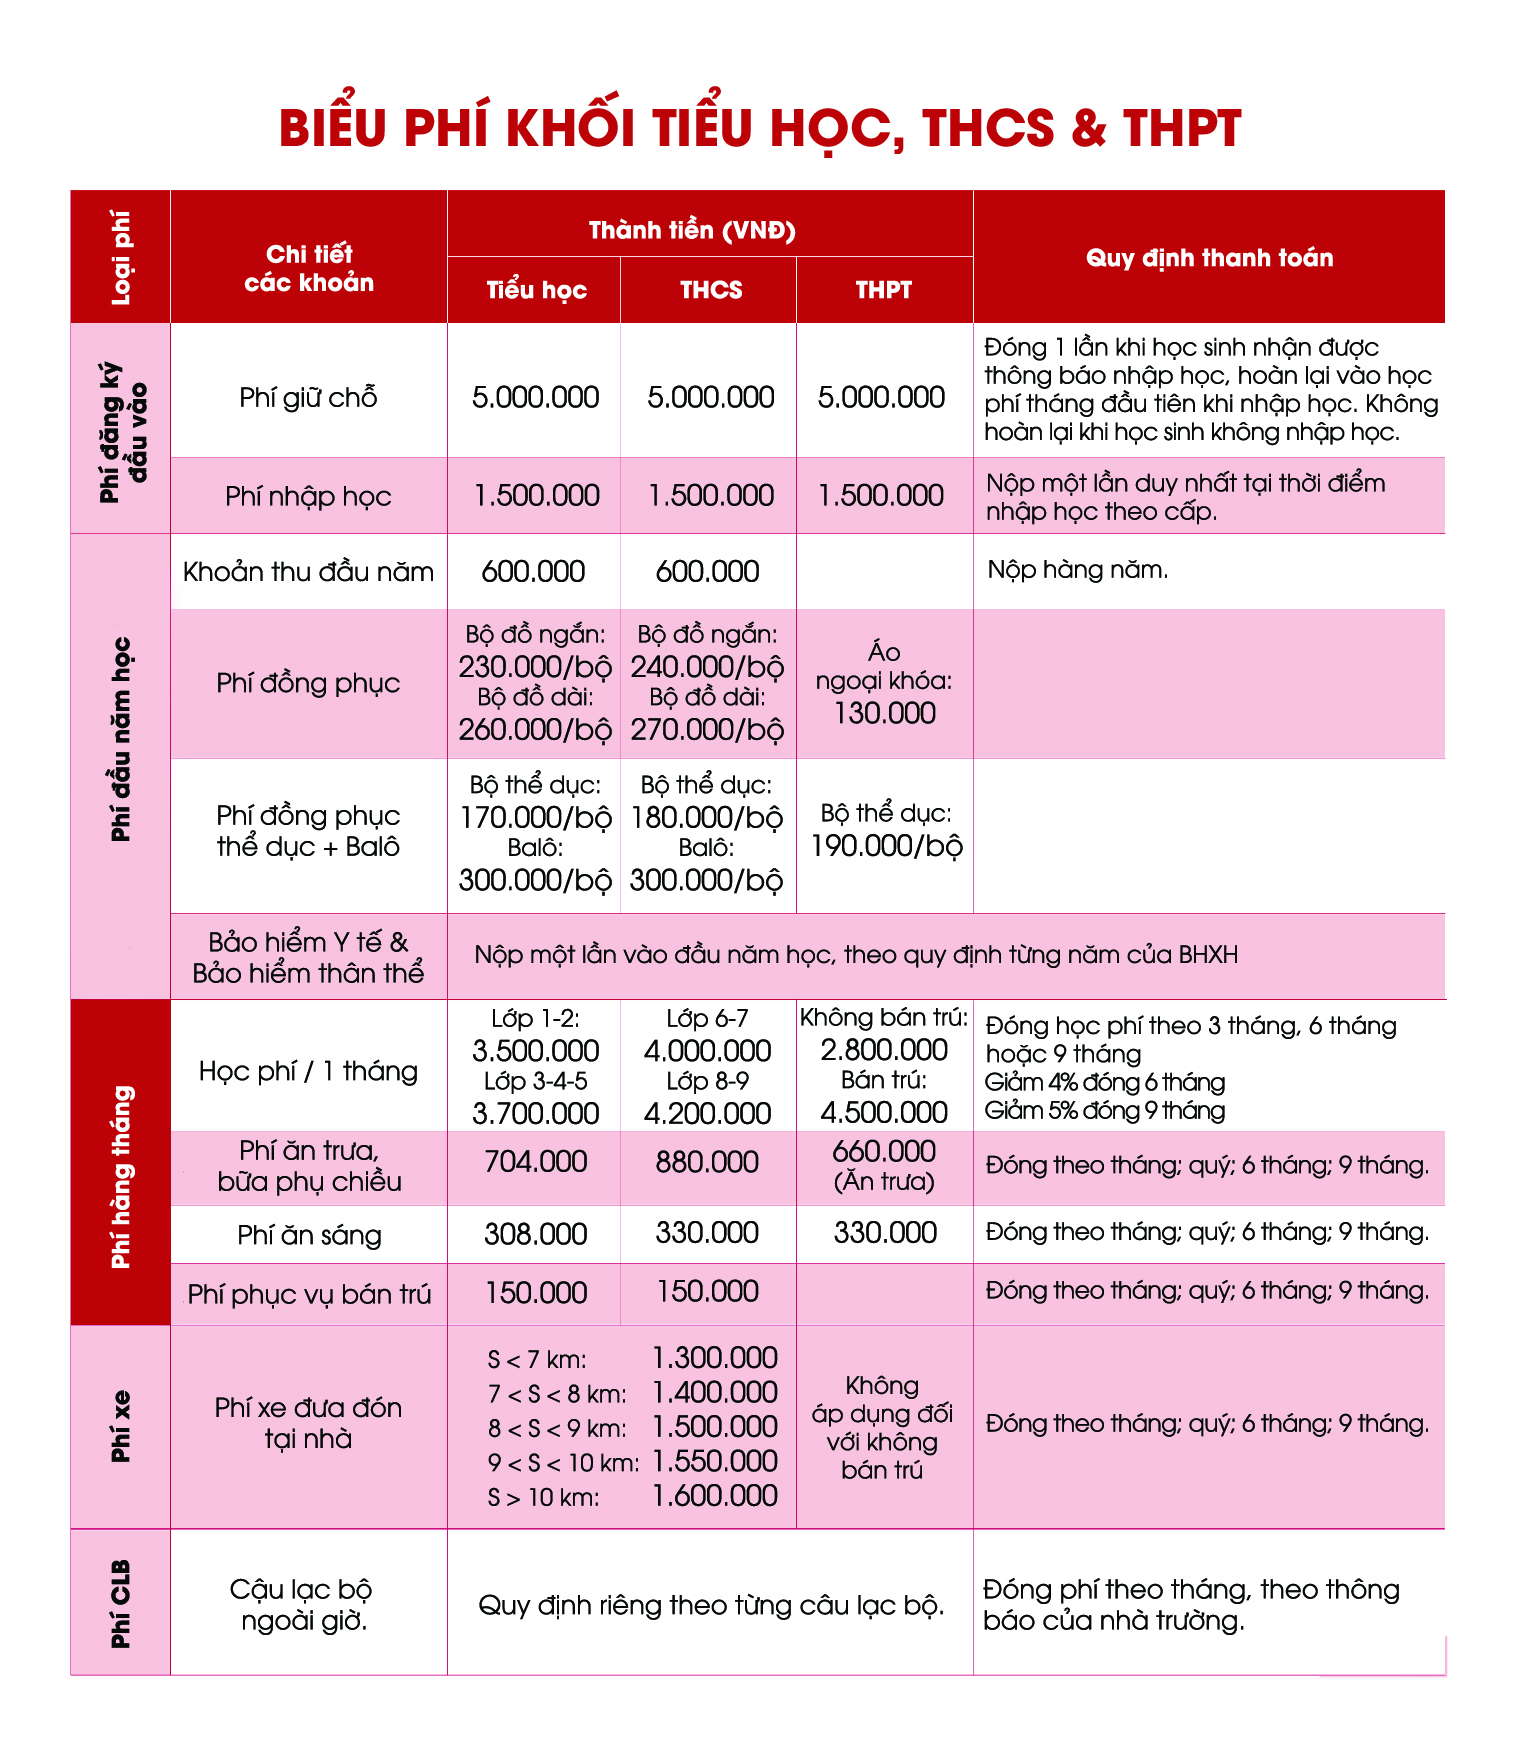 BIỂU PHÍ KHỐI TIỂU HỌC, THCS & THPT
Loại phí
Chi tiết
các khoản
Thành tiền (VNĐ)
Tiểu học
THCS
THPT
Quy định thanh toán
Phí đăng ký
đầu vào
Phí giữ chỗ
5.000.000
5.000.000
5.000.000
Đóng 1 lần khi học sinh nhận được
thông báo nhập học, hoàn lại vào học
phí tháng đầu tiên khi nhập học. Không
hoàn lại khi học sinh không nhập học.
Phí nhập học
1.500.000
1.500.000
1.500.000
Nộp một lần duy nhất tại thời điểm
nhập học theo cấp.
Phí đầu năm học
Khoản thu đầu năm
600.000
600.000
Nộp hàng năm.
Phí đồng phục
Bộ đồ ngắn:
230.000/bộ
Bộ đồ dài:
260.000/bộ
Bộ đồ ngắn:
240.000/bộ
Bộ đồ dài:
270.000/bộ
Áo
ngoại khóa:
130.000
Phí đồng phục
thể dục + Balô
Bộ thể dục:
170.000/bộ
Balô:
300.000/bộ
Bộ thể dục:
180.000/bộ
Balô:
300.000/bộ
Bộ thể dục:
190.000/bộ
Bảo hiểm Y tế &
Bảo hiểm thân thể
Nộp một lần vào đầu năm học, theo quy định từng năm của BHXH
Phí hàng tháng
Học phí / 1 tháng
Lớp 1-2:
3.500.000
Lớp 3-4-5
3.700.000
Lớp 6-7
4.000.000
Lớp 8-9
4.200.000
Không bán trú:
2.800.000
Bán trú:
4.500.000
Đóng học phí theo 3 tháng, 6 tháng
hoặc 9 tháng
Giảm 4% đóng 6 tháng
Giảm 5% đóng 9 tháng
Phí ăn trưa,
bữa phụ chiều
704.000
880.000
660.000
(Ăn trưa)
Đóng theo tháng; quý; 6 tháng; 9 tháng.
Phí ăn sáng
308.000
330.000
330.000
Đóng theo tháng; quý; 6 tháng; 9 tháng.
Phí phục vụ bán trú
150.000
150.000
Đóng theo tháng; quý; 6 tháng; 9 tháng.
Phí xe
Phí xe đưa đón
tại nhà
S < 7 km: 1.300.000
7 < S < 8 km: 1.400.000
8 < S < 9 km: 1.500.000
9 < S < 10 km: 1.550.000
S > 10 km: 1.600.000
Không
áp dụng đối
với không
bán trú
Đóng theo tháng; quý; 6 tháng; 9 tháng.
Phí CLB
Cậu lạc bộ
ngoài giờ.
Quy định riêng theo từng câu lạc bộ.
Đóng phí theo tháng, theo thông
báo của nhà trường.